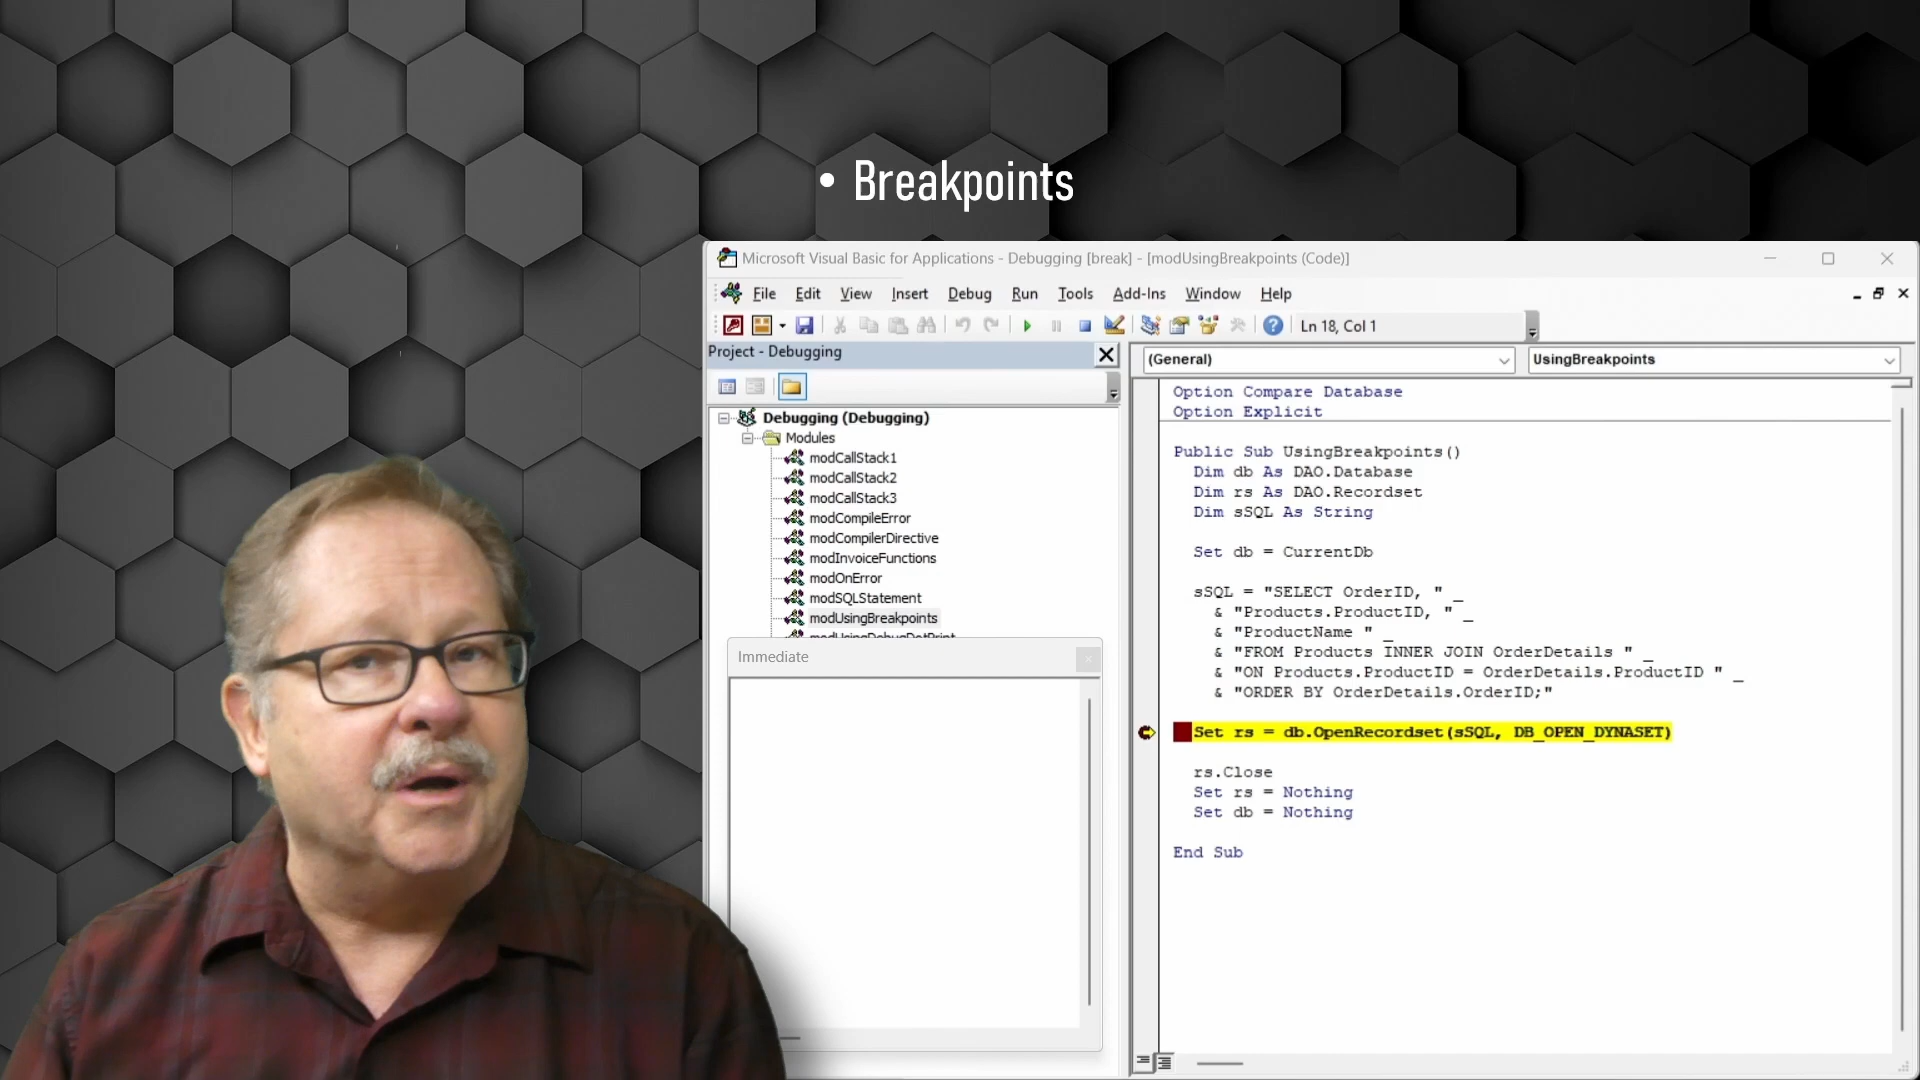 • Breakpoints
Microsoft Visual Basic for Applications - Debugging [break] - [modUsingBreakpoints (Code)]
File Edit View Insert Debug Run Tools Add-Ins Window Help
Ln 18, Col 1
Project - Debugging
Debugging (Debugging)
Modules
modCallStack1
modCallStack2
modCallStack3
modCompileError
modCompilerDirective
modInvoiceFunctions
modOnError
modSQLStatement
modUsingBreakpoints
modUsingDebugDotPrint
Immediate
(General) UsingBreakpoints
Option Compare Database
Option Explicit
Public Sub UsingBreakpoints()
Dim db As DAO.Database
Dim rs As DAO.Recordset
Dim sSQL As String
Set db = CurrentDb
sSQL = "SELECT OrderID, " _
& "Products.ProductID, " _
& "ProductName " _
& "FROM Products INNER JOIN OrderDetails " _
& "ON Products.ProductID = OrderDetails.ProductID " _
& "ORDER BY OrderDetails.OrderID;"
Set rs = db.OpenRecordset(sSQL, DB_OPEN_DYNASET)
rs.Close
Set rs = Nothing
Set db = Nothing
End Sub